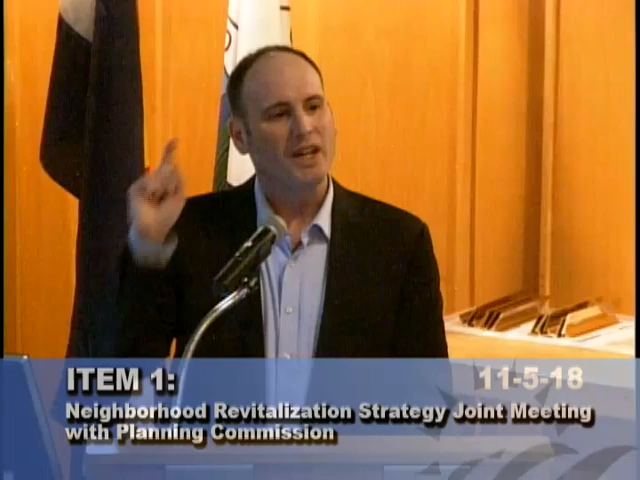 ITEM 1: 11-5-18
Neighborhood Revitalization Strategy Joint Meeting
with Planning Commission